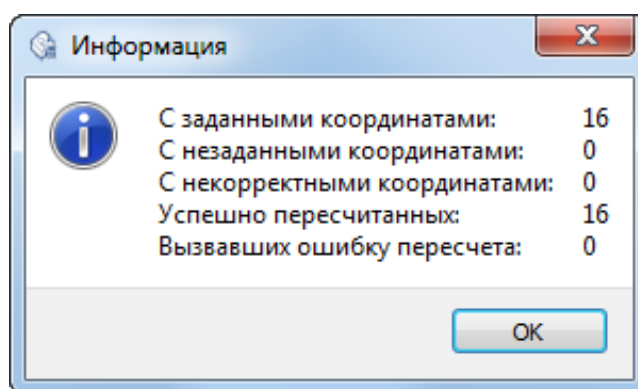 Информация
С заданными координатами: 16
С незаданными координатами: 0
С некорректными координатами: 0
Успешно пересчитанных: 16
Вызвавших ошибку пересчета: 0
OK